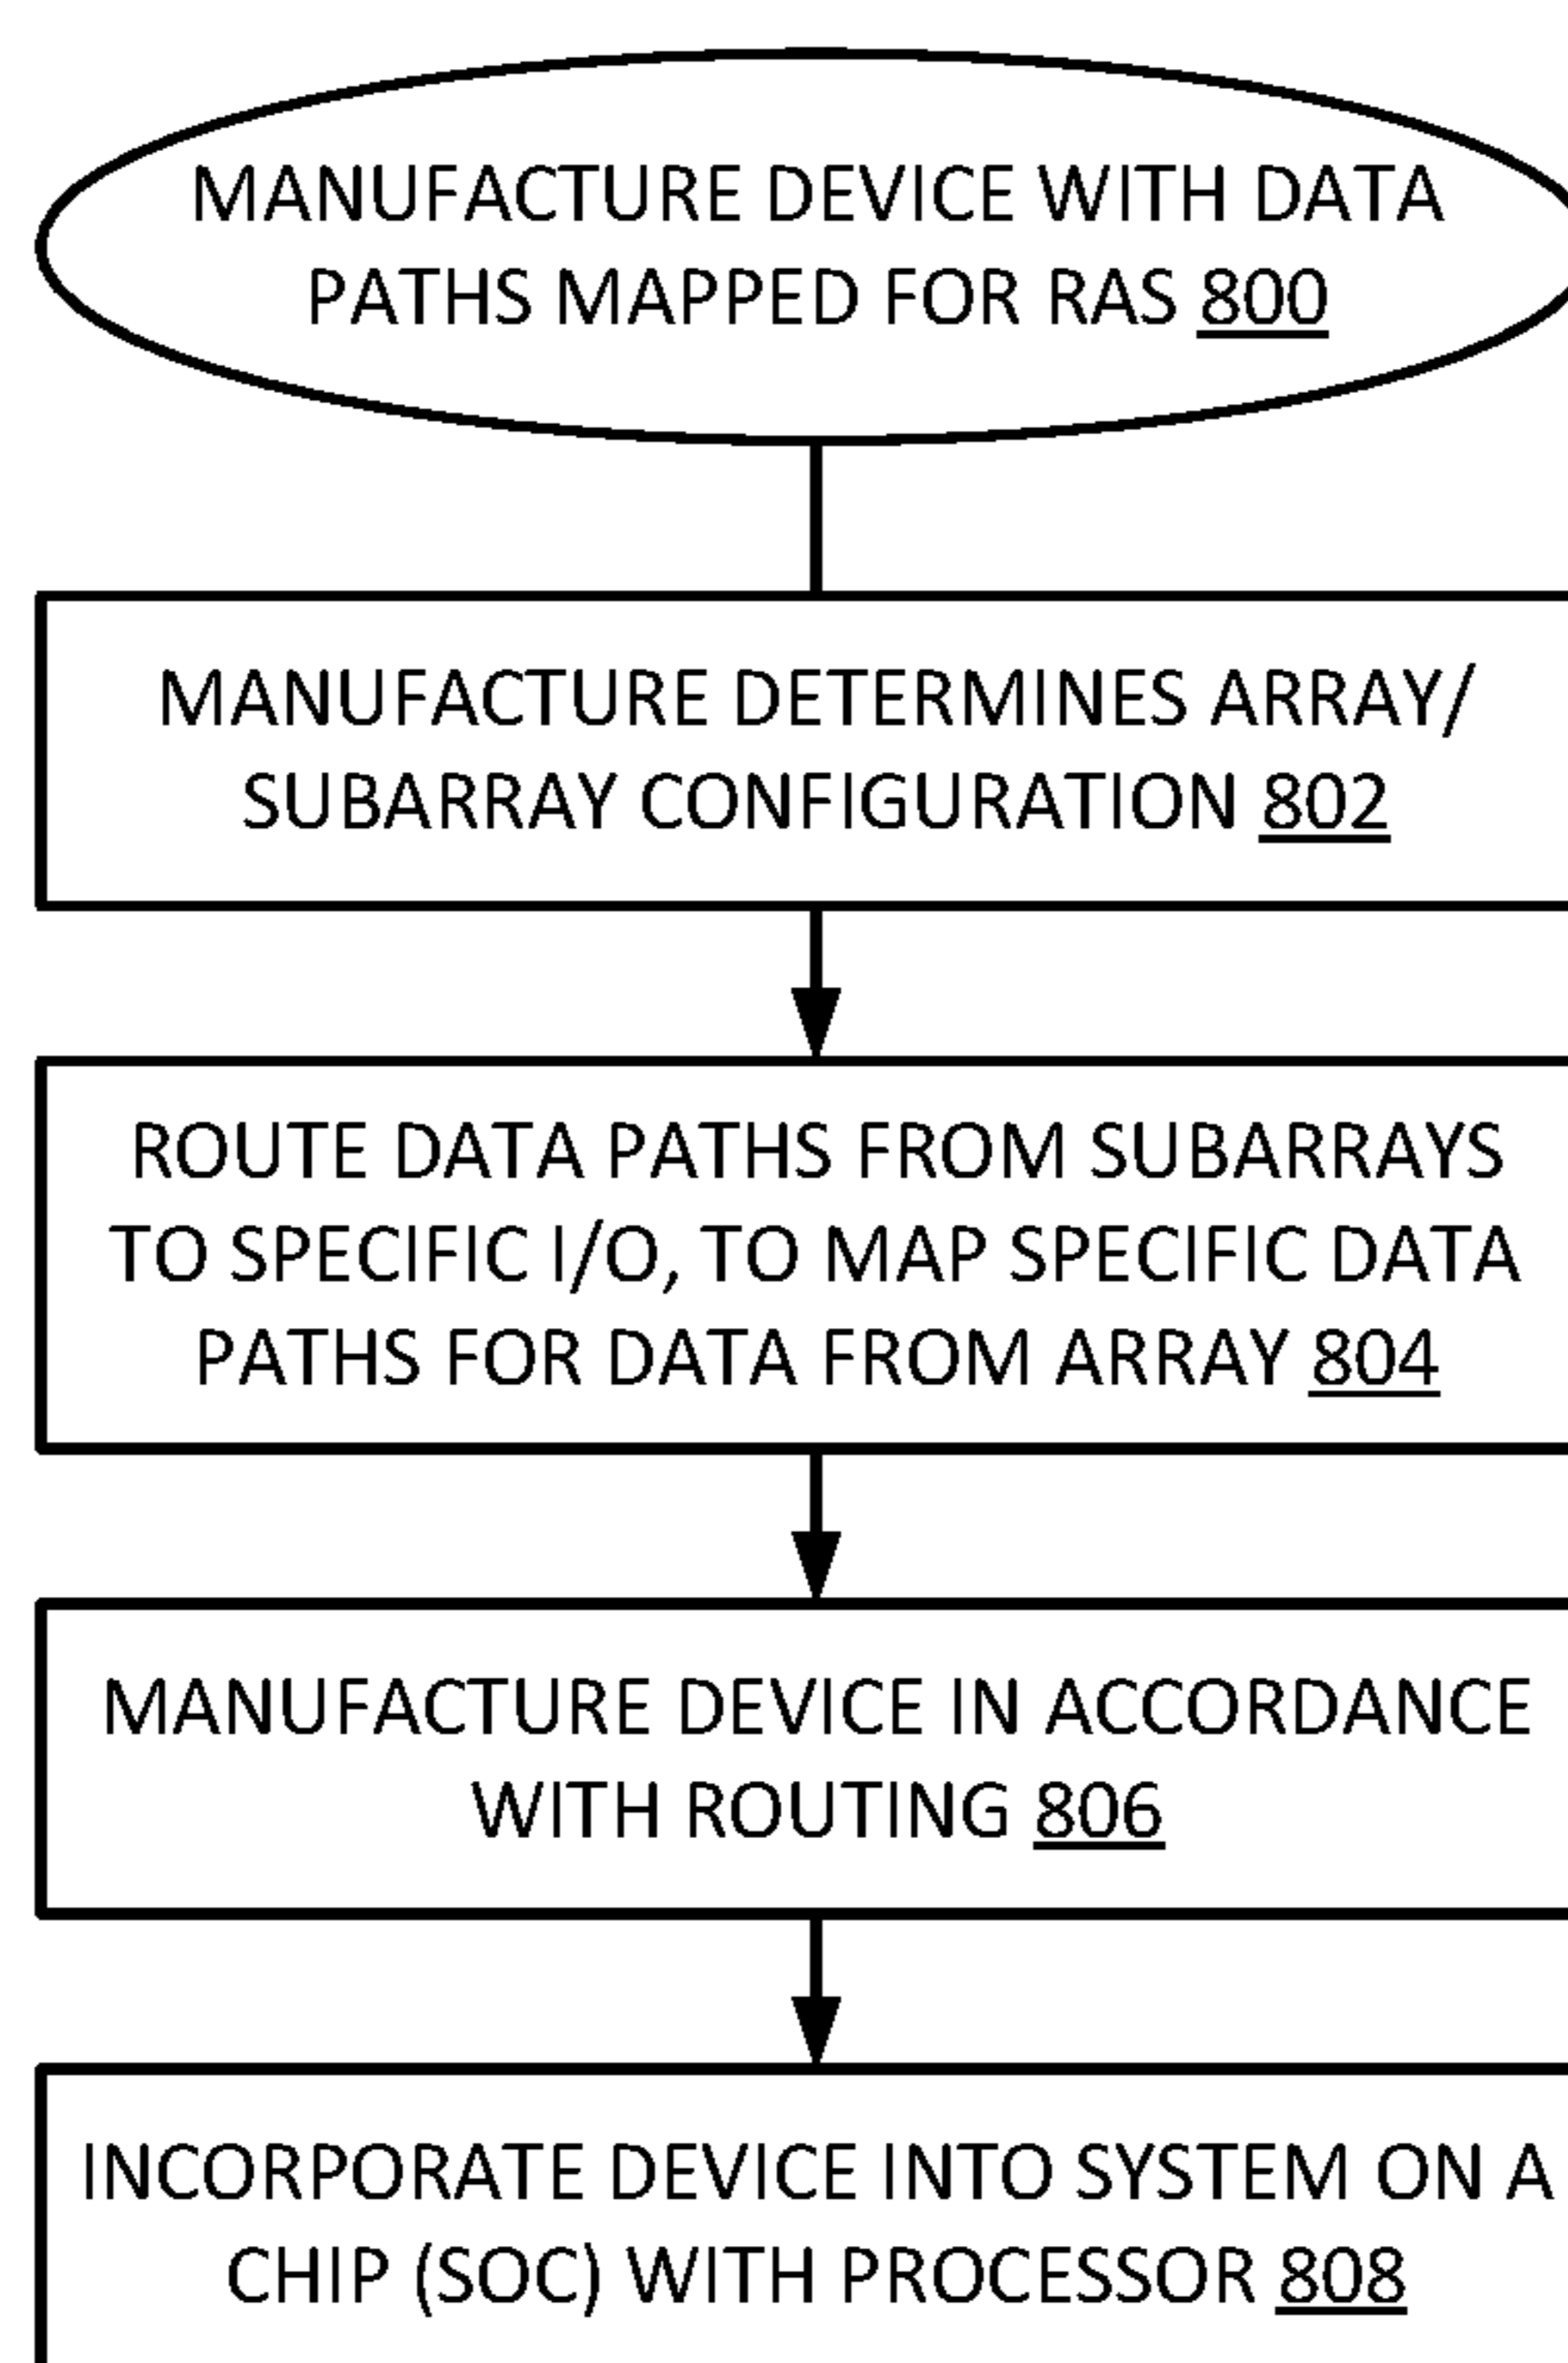 MANUFACTURE DEVICE WITH DATA
PATHS MAPPED FOR RAS 800
MANUFACTURE DETERMINES ARRAY/
SUBARRAY CONFIGURATION 802
ROUTE DATA PATHS FROM SUBARRAYS
TO SPECIFIC I/O, TO MAP SPECIFIC DATA
PATHS FOR DATA FROM ARRAY 804
MANUFACTURE DEVICE IN ACCORDANCE
WITH ROUTING 806
INCORPORATE DEVICE INTO SYSTEM ON A
CHIP (SOC) WITH PROCESSOR 808